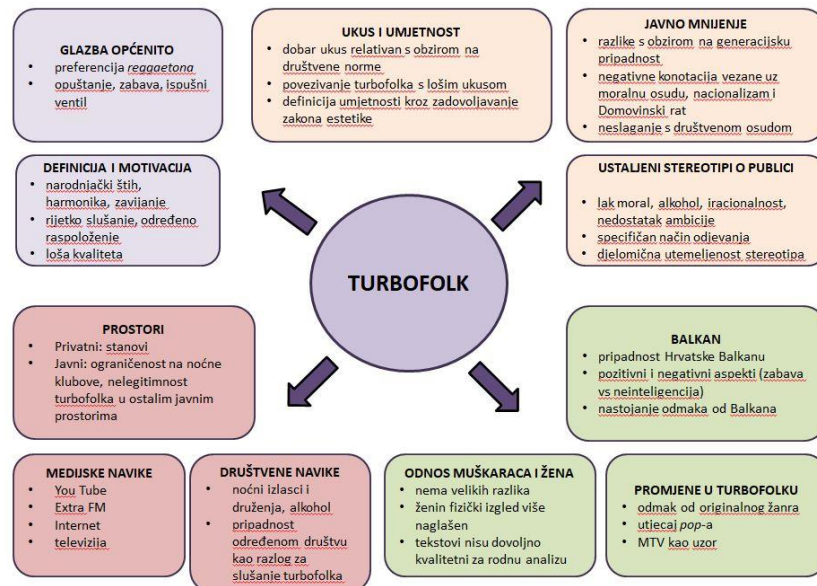 GLAZBA OPĆENITO
• preferencija reggaetona
• opuštanje, zabava, ispušni
ventil
UKUS I UMJETNOST
• dobar ukus relativan s obzirom na
društvene norme
• povezivanje turbofolka s lošim ukusom
• definicija umjetnosti kroz zadovoljavanje
zakona estetike
JAVNO MNIJENJE
• razlike s obzirom na generacijsku
pripadnost
• negativne konotacija vezane uz
moralnu osudu, nacionalizam i
Domovinski rat
• neslaganje s društvenom osudom
DEFINICIJA I MOTIVACIJA
• narodnjački štih,
harmonika, zavijanje
• rijetko slušanje, određeno
raspoloženje
• loša kvaliteta
USTALJENI STEREOTIPI O PUBLICI
• lak moral, alkohol, iracionalnost,
nedostatak ambicije
• specifičan način odjevanja
• djelomična utemeljenost stereotipa
TURBOFOLK
PROSTORI
• Privatni: stanovi
• Javni: ograničenost na noćne
klubove, nelegitimnost
turbofolka u ostalim javnim
prostorima
BALKAN
• pripadnost Hrvatske Balkanu
• pozitivni i negativni aspekti (zabava
vs neinteligencija)
• nastojanje odmaka od Balkana
MEDIJSKE NAVIKE
• You Tube
• Extra FM
• Internet
• televizija
DRUŠTVENE NAVIKE
• noćni izlasci i
druženja, alkohol
• pripadnost
određenom društvu
kao razlog za
slušanje turbofolka
ODNOS MUŠKARACA I ŽENA
• nema velikih razlika
• ženin fizički izgled više
naglašen
• tekstovi nisu dovoljno
kvalitetni za rodnu analizu
PROMJENE U TURBOFOLKU
• odmak od originalnog žanra
• utjecaj pop-a
• MTV kao uzor